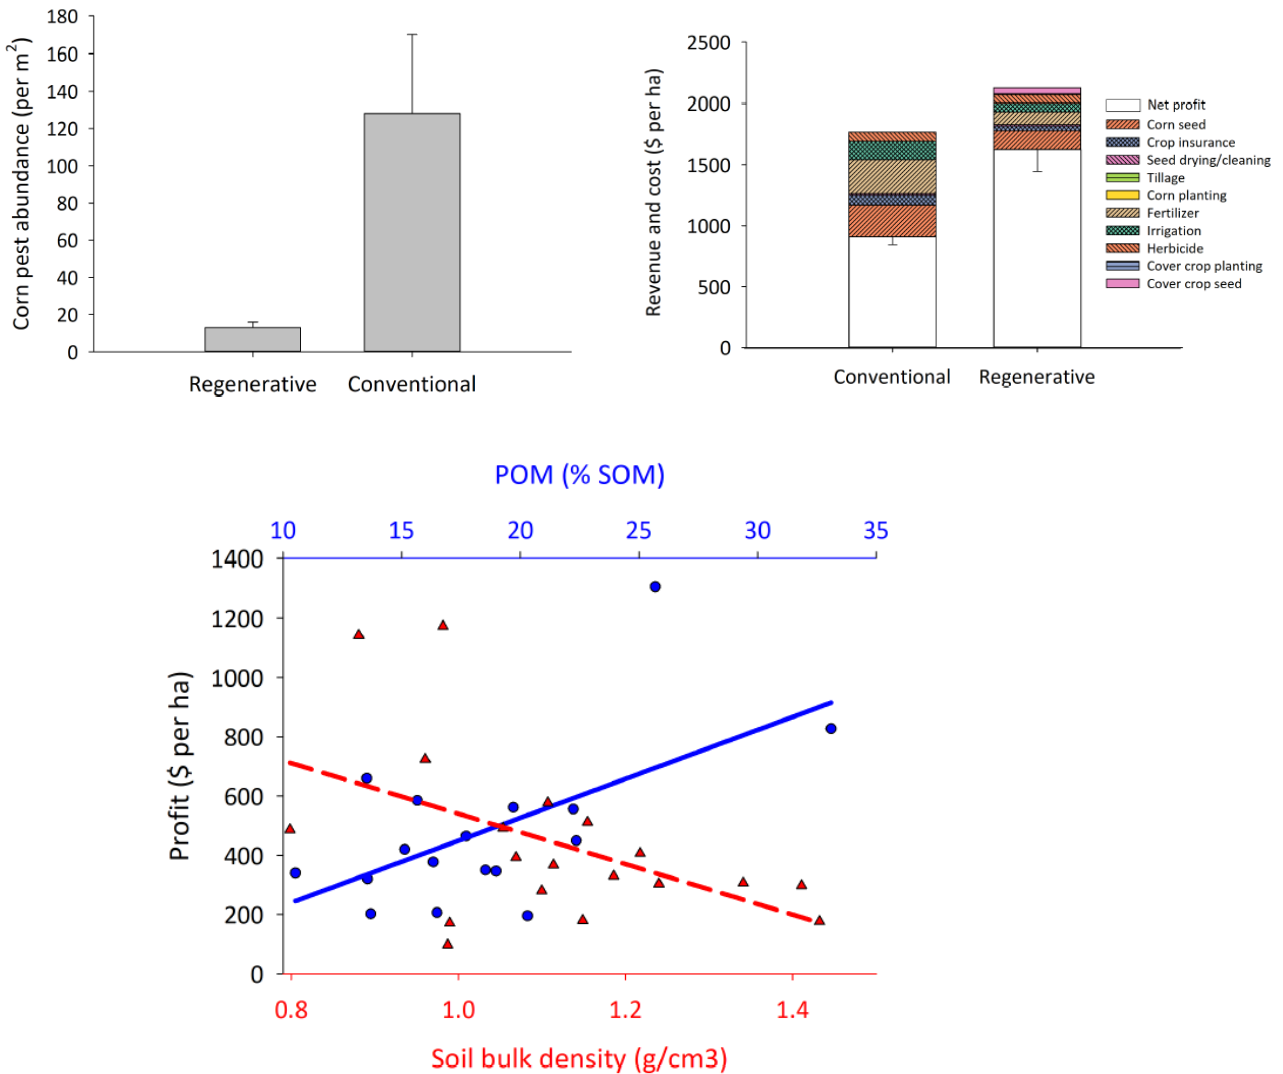 180
160
140
120
100
80
60
40
20
0
Corn pest abundance (per m2)
Regenerative
Conventional
2500
2000
1500
1000
500
0
Revenue and cost ($ per ha)
Conventional
Regenerative
Net profit
Corn seed
Crop insurance
Seed drying/cleaning
Tillage
Corn planting
Fertilizer
Irrigation
Herbicide
Cover crop planting
Cover crop seed
POM (% SOM)
10 15 20 25 30 35
1400
1200
1000
800
600
400
200
0
Profit ($ per ha)
0.8 1.0 1.2 1.4
Soil bulk density (g/cm3)